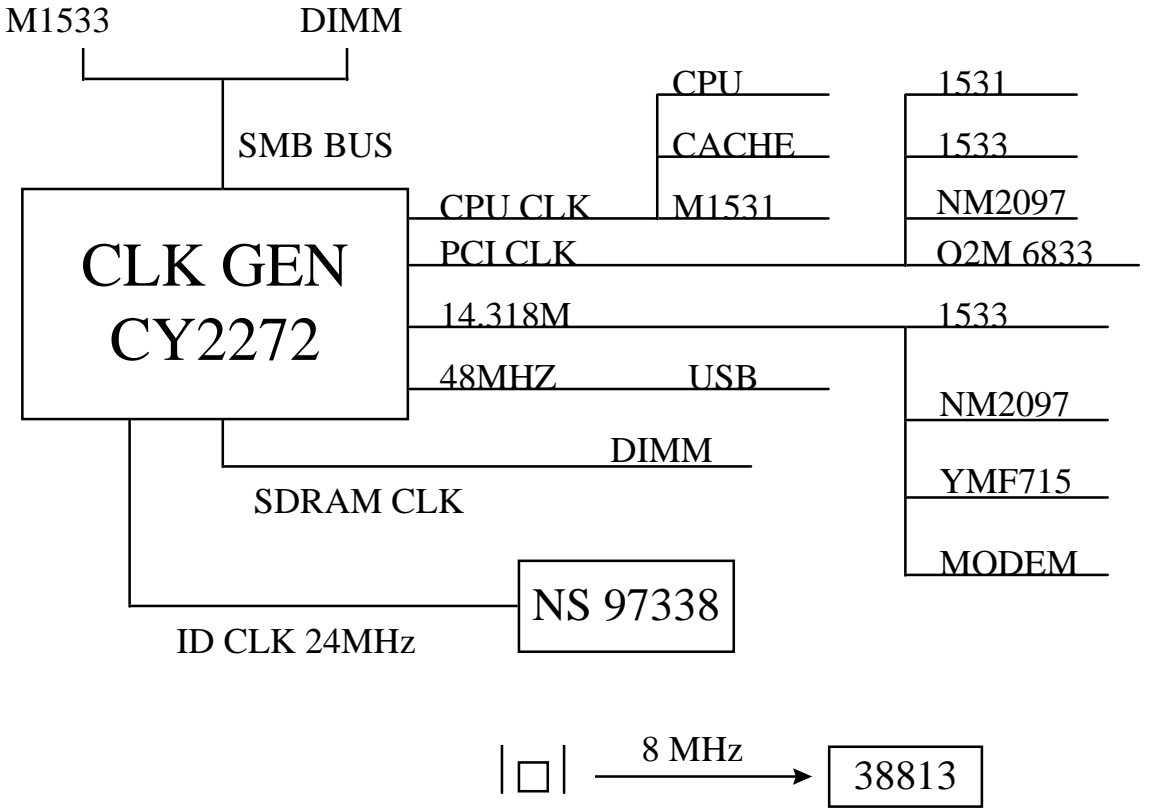 M1533
DIMM
SMB BUS
CPU
CACHE
M1531
1531
1533
NM2097
O2M 6833
CLK GEN
CY2272
CPU CLK
PCI CLK
14.318M
48MHZ
USB
1533
NM2097
YMF715
MODEM
DIMM
SDRAM CLK
NS 97338
ID CLK 24MHz
8 MHz
38813